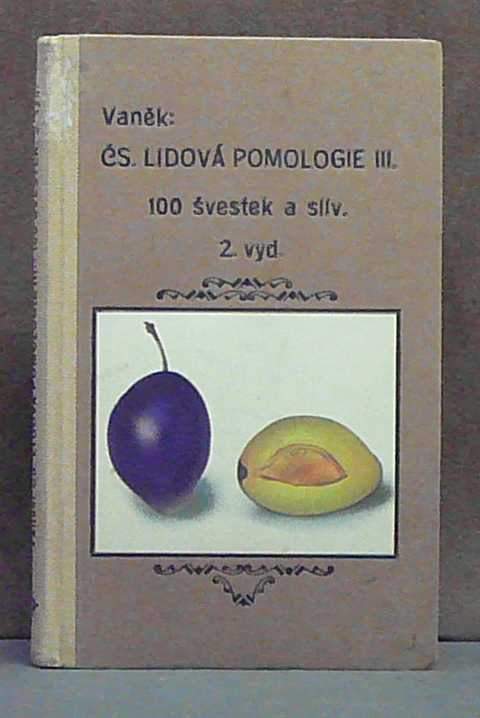 Vaněk:
ČS. LIDOVÁ POMOLOGIE III.
100 švestek a slív.
2. vyd.